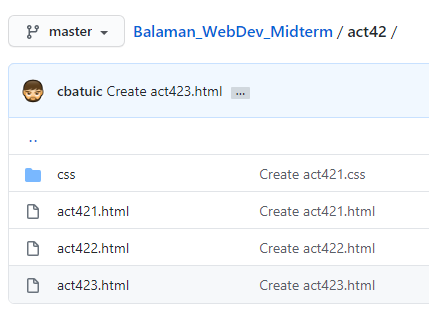 master Balaman_WebDev_Midterm / act42 /
cbatuic Create act423.html ...
..
css Create act421.css
act421.html Create act421.html
act422.html Create act422.html
act423.html Create act423.html